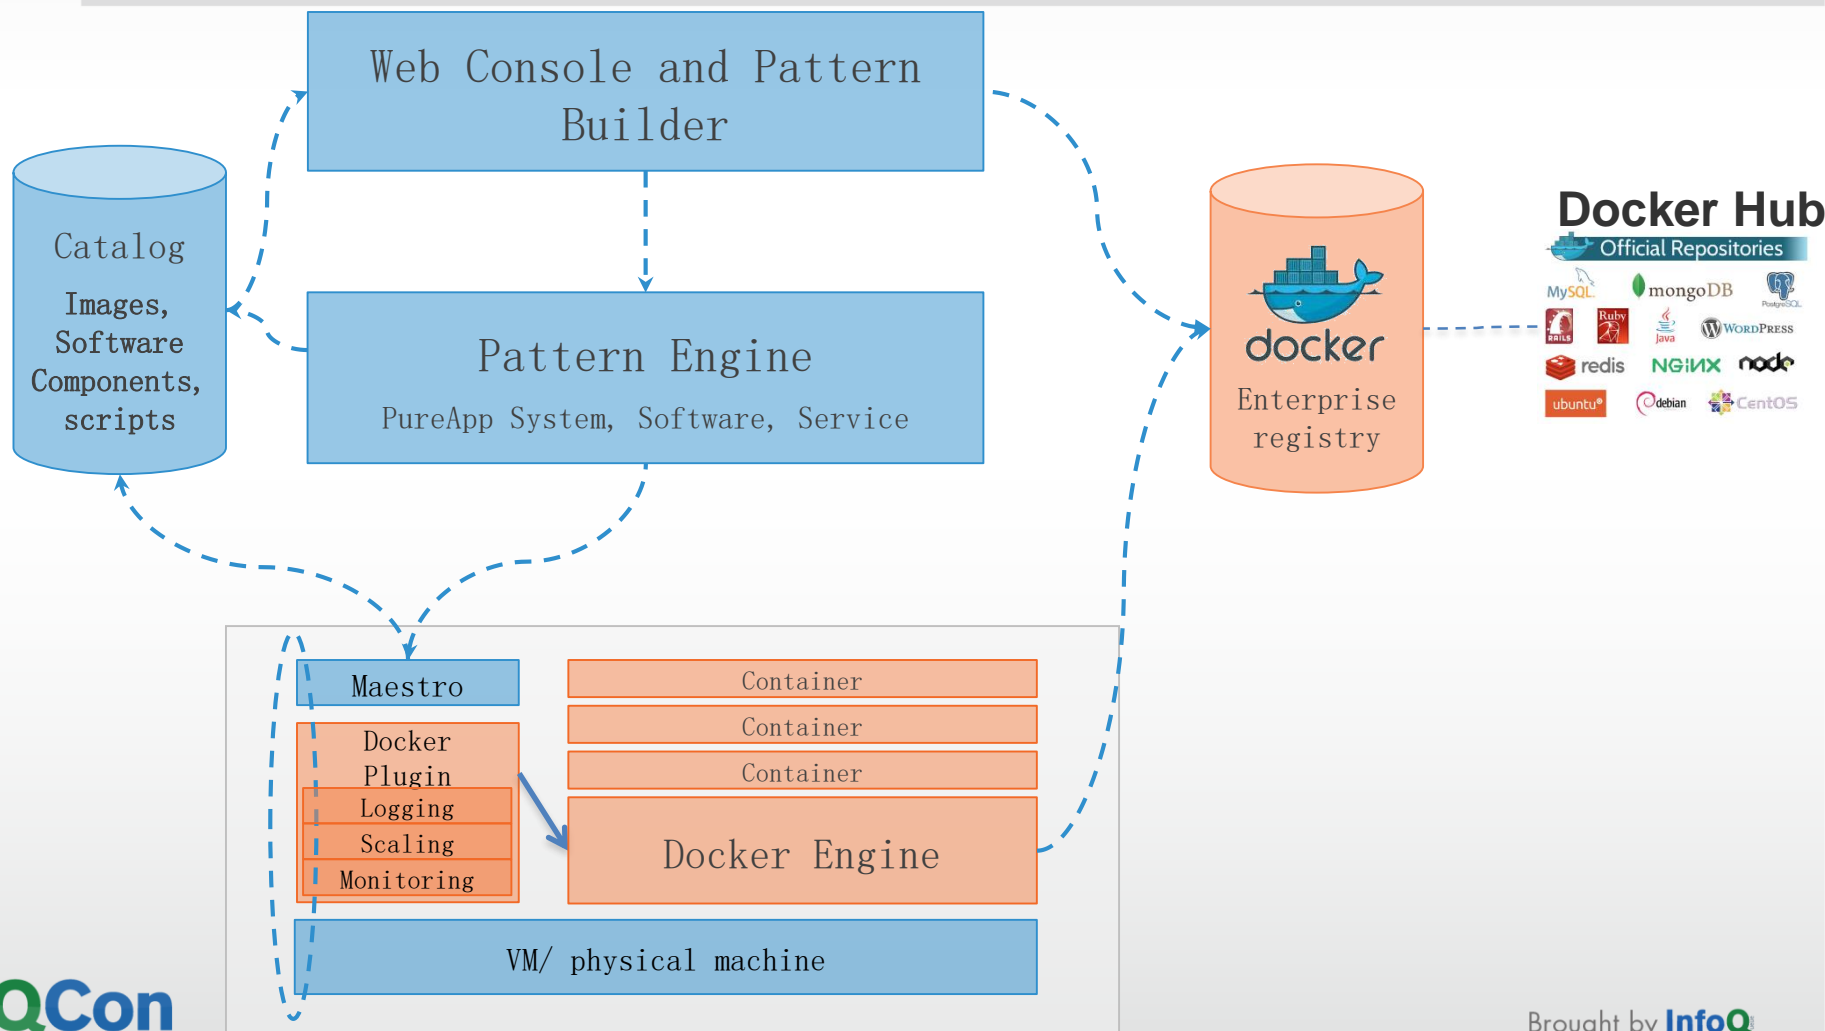 Web Console and Pattern
Builder
Catalog
Images,
Software
Components,
scripts
Pattern Engine
PureApp System, Software, Service
docker
Enterprise
registry
Docker Hub
Official Repositories
MySQL
mongoDB
PostgreSQL
RAILS
Ruby
Java
WORDPRESS
redis
NGINX
node
ubuntu
debian
CentOS
Maestro
Docker
Plugin
Logging
Scaling
Monitoring
Container
Container
Container
Docker Engine
VM/ physical machine
QCon
Brought by InfoQ